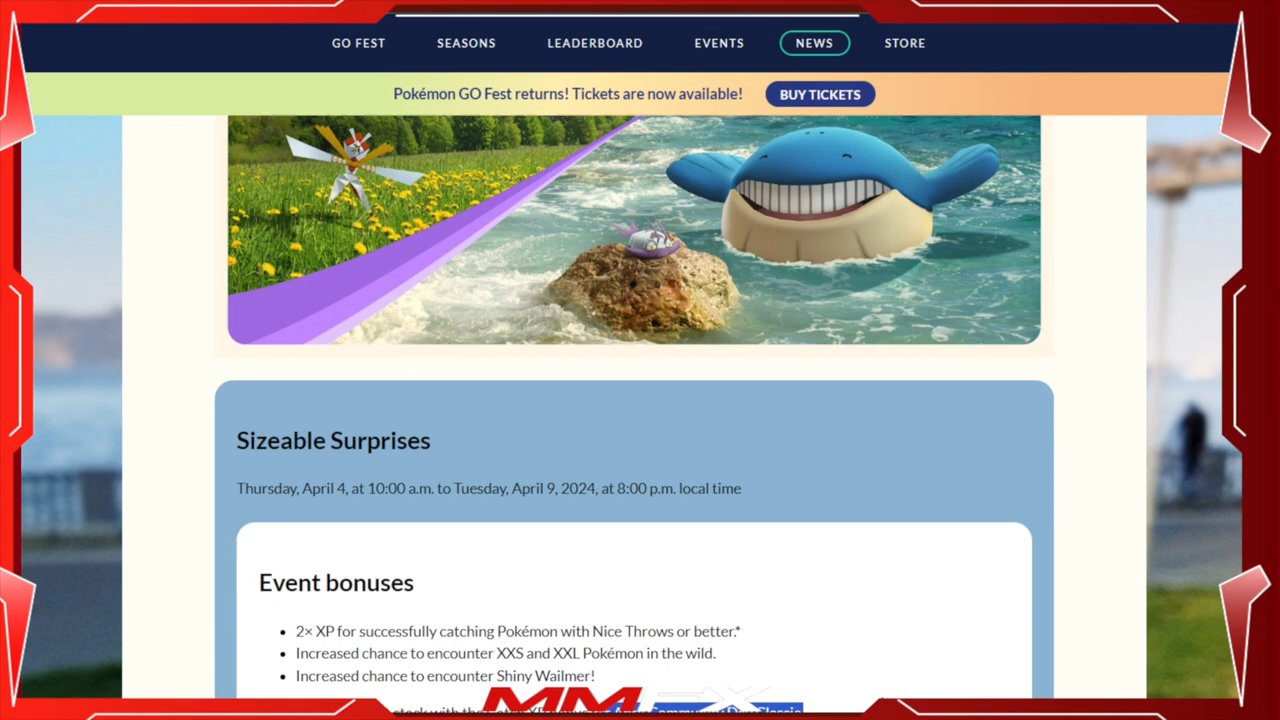 GO FEST SEASONS LEADERBOARD EVENTS NEWS STORE
Pokémon GO Fest returns! Tickets are now available! BUY TICKETS
Sizeable Surprises
Thursday, April 4, at 10:00 a.m. to Tuesday, April 9, 2024, at 8:00 p.m. local time
Event bonuses
• 2× XP for successfully catching Pokémon with Nice Throws or better.*
• Increased chance to encounter XXS and XXL Pokémon in the wild.
• Increased chance to encounter Shiny Wailmer!
stack with the